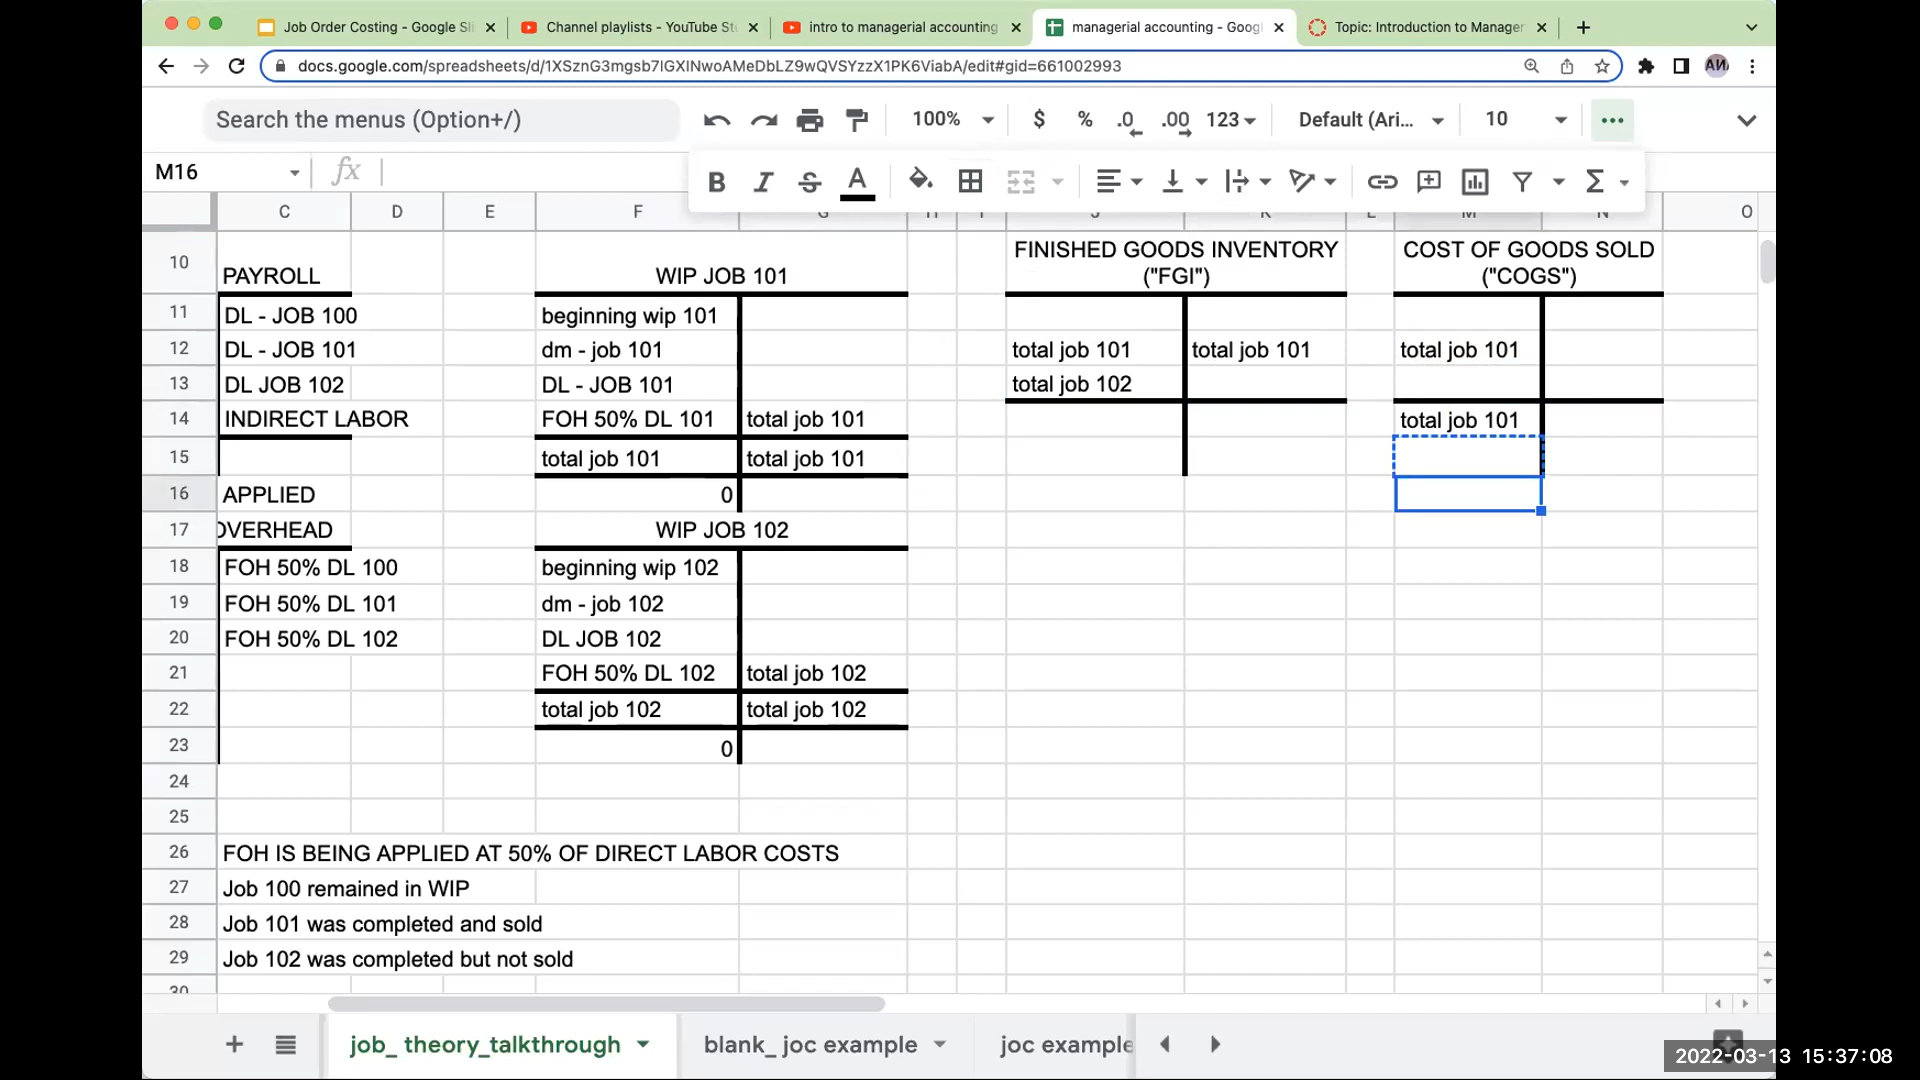 Job Order Costing - Google Sli
Channel playlists - YouTube Stu
intro to managerial accounting
managerial accounting - Googl
Topic: Introduction to Manager
docs.google.com/spreadsheets/d/1XSznG3mgsb7lGXlNwoAMeDbLZ9wQVSYzzX1PK6ViabA/edit#gid=661002993
Search the menus (Option+/)
100%
$
%
.0
.00
123
Default (Ari...
10
M16
fx
B I S A
C D E F O
10 PAYROLL WIP JOB 101 FINISHED GOODS INVENTORY ("FGI") COST OF GOODS SOLD ("COGS")
11 DL - JOB 100 beginning wip 101
12 DL - JOB 101 dm - job 101 total job 101 total job 101 total job 101
13 DL JOB 102 DL - JOB 101 total job 102
14 INDIRECT LABOR FOH 50% DL 101 total job 101 total job 101
15 total job 101 total job 101
16 APPLIED 0
17 OVERHEAD WIP JOB 102
18 FOH 50% DL 100 beginning wip 102
19 FOH 50% DL 101 dm - job 102
20 FOH 50% DL 102 DL JOB 102
21 FOH 50% DL 102 total job 102
22 total job 102 total job 102
23 0
24
25
26 FOH IS BEING APPLIED AT 50% OF DIRECT LABOR COSTS
27 Job 100 remained in WIP
28 Job 101 was completed and sold
29 Job 102 was completed but not sold
30
job_ theory_talkthrough
blank_ joc example
joc example
2022-03-13 15:37:08